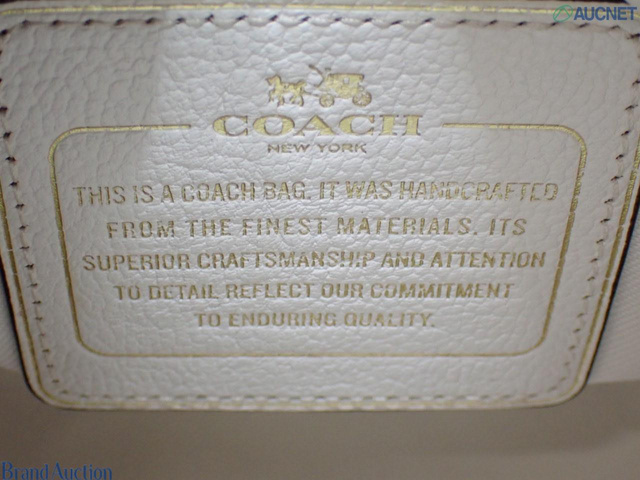 AUCNET
COACH
NEW YORK
THIS IS A COACH BAG. IT WAS HANDCRAFTED
FROM THE FINEST MATERIALS. ITS
SUPERIOR CRAFTSMANSHIP AND ATTENTION
TO DETAIL REFLECT OUR COMMITMENT
TO ENDURING QUALITY.
Brand Auction